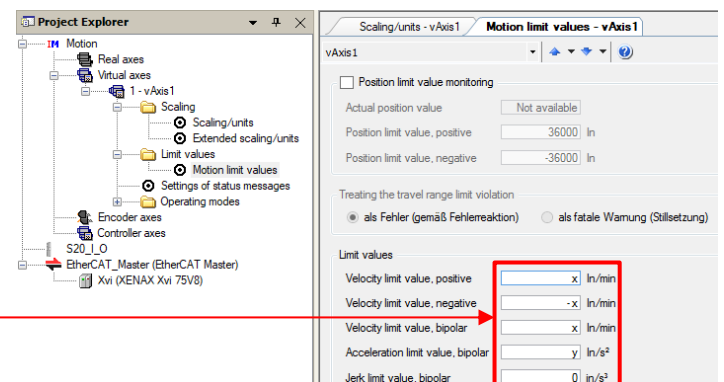 Project Explorer
IM Motion
Real axes
Virtual axes
1 - vAxis1
Scaling
Scaling/units
Extended scaling/units
Limit values
Motion limit values
Settings of status messages
Operating modes
Encoder axes
Controller axes
S20_I_O
EtherCAT_Master (EtherCAT Master)
Xvi (XENAX Xvi 75V8)
Scaling/units - vAxis1 Motion limit values - vAxis1
vAxis1
Position limit value monitoring
Actual position value Not available
Position limit value, positive 36000 In
Position limit value, negative -36000 In
Treating the travel range limit violation
als Fehler (gemäß Fehlerreaktion) als fatale Warnung (Stillsetzung)
Limit values
Velocity limit value, positive x In/min
Velocity limit value, negative -x In/min
Velocity limit value, bipolar x In/min
Acceleration limit value, bipolar y In/s²
Jerk limit value, bipolar 0 in/s³